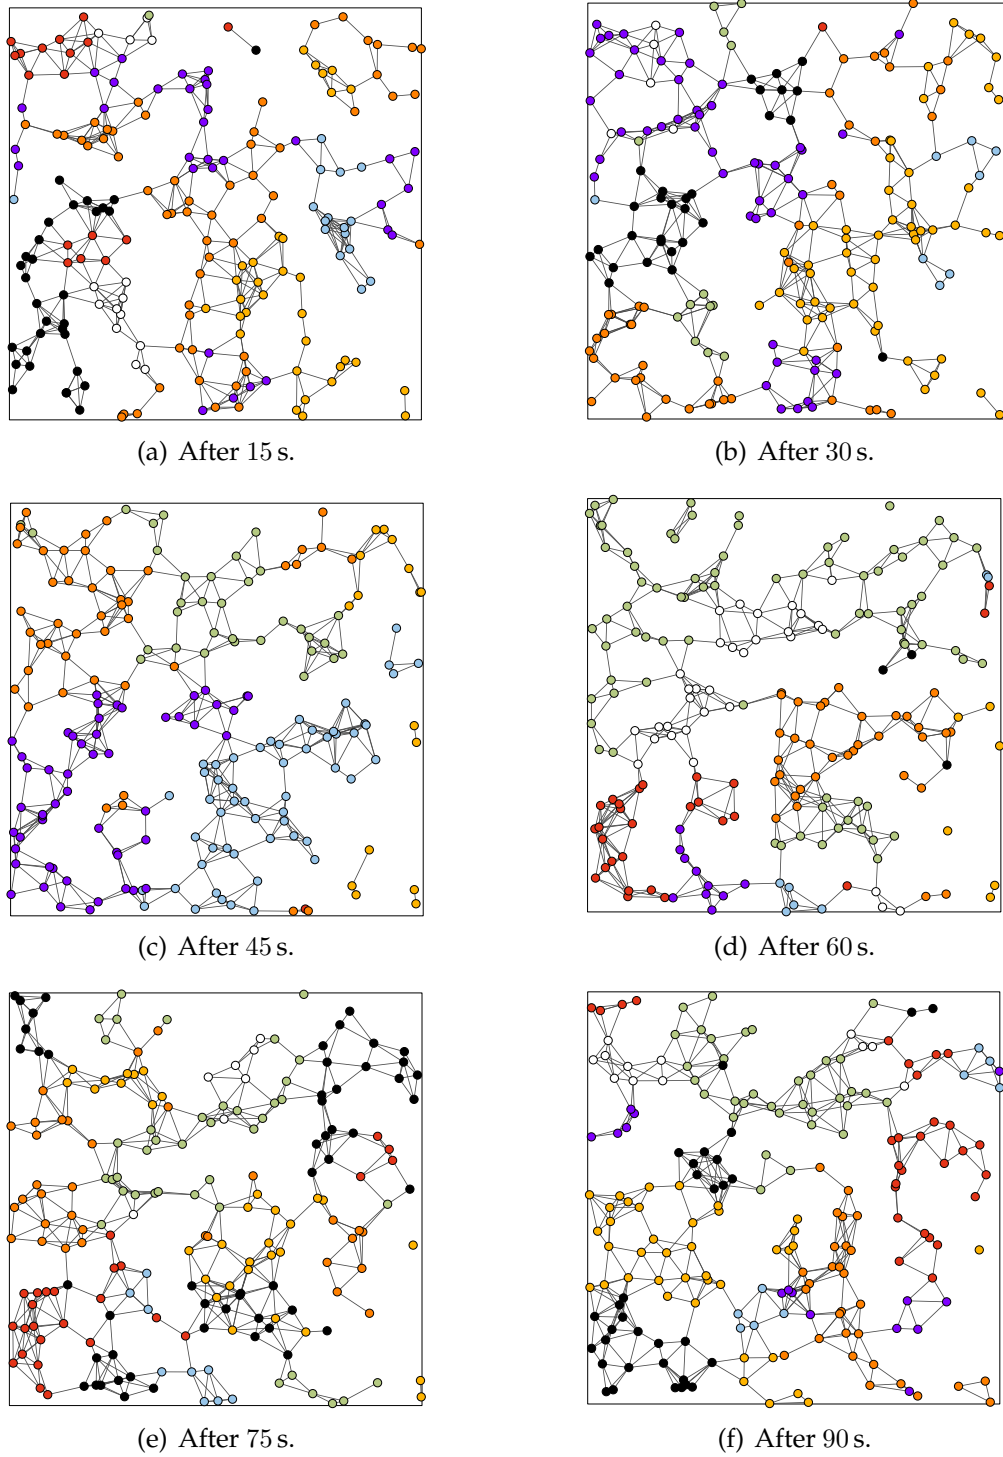 (a) After 15 s.
(b) After 30 s.
(c) After 45 s.
(d) After 60 s.
(e) After 75 s.
(f) After 90 s.